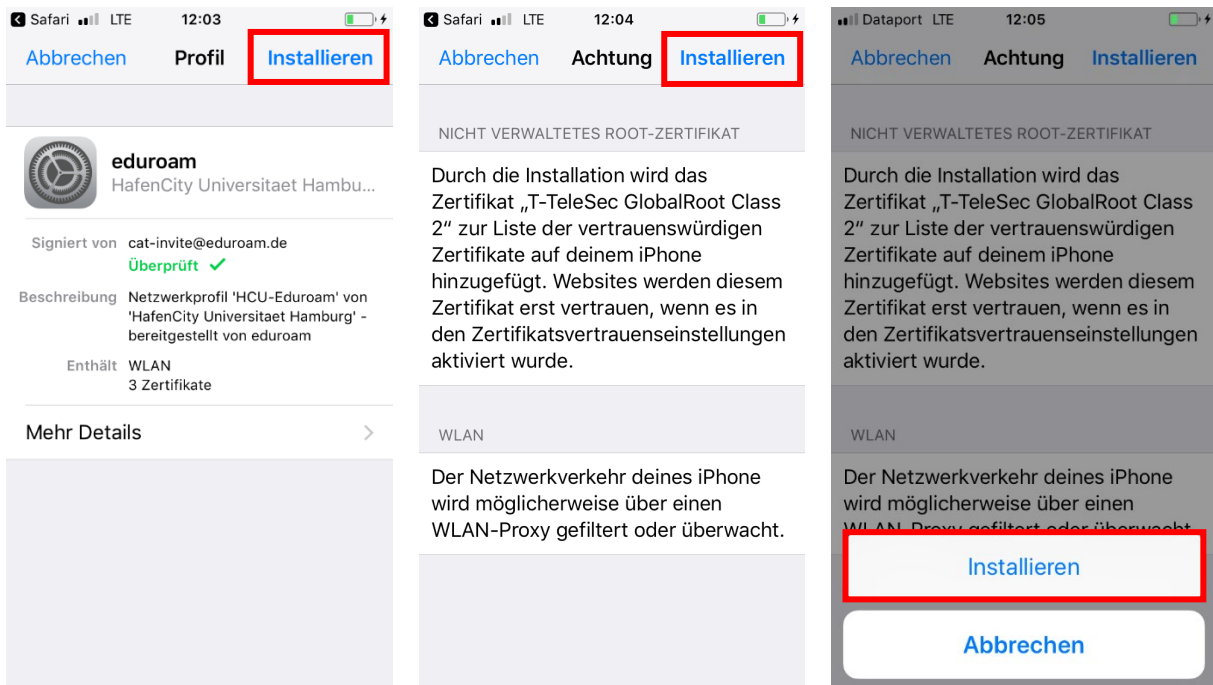 Safari LTE 12:03
Abbrechen Profil Installieren
eduroam
HafenCity Universitaet Hambu...
Signiert von cat-invite@eduroam.de
Überprüft
Beschreibung Netzwerkprofil 'HCU-Eduroam' von
'HafenCity Universitaet Hamburg' -
bereitgestellt von eduroam
Enthält WLAN
3 Zertifikate
Mehr Details
Safari LTE 12:04
Abbrechen Achtung Installieren
NICHT VERWALTETES ROOT-ZERTIFIKAT
Durch die Installation wird das
Zertifikat „T-TeleSec GlobalRoot Class
2“ zur Liste der vertrauenswürdigen
Zertifikate auf deinem iPhone
hinzugefügt. Websites werden diesem
Zertifikat erst vertrauen, wenn es in
den Zertifikatsvertrauenseinstellungen
aktiviert wurde.
WLAN
Der Netzwerkverkehr deines iPhone
wird möglicherweise über einen
WLAN-Proxy gefiltert oder überwacht.
Dataport LTE 12:05
Abbrechen Achtung Installieren
NICHT VERWALTETES ROOT-ZERTIFIKAT
Durch die Installation wird das
Zertifikat „T-TeleSec GlobalRoot Class
2“ zur Liste der vertrauenswürdigen
Zertifikate auf deinem iPhone
hinzugefügt. Websites werden diesem
Zertifikat erst vertrauen, wenn es in
den Zertifikatsvertrauenseinstellungen
aktiviert wurde.
WLAN
Der Netzwerkverkehr deines iPhone
wird möglicherweise über einen
WLAN-Proxy gefiltert oder überwacht.
Installieren
Abbrechen